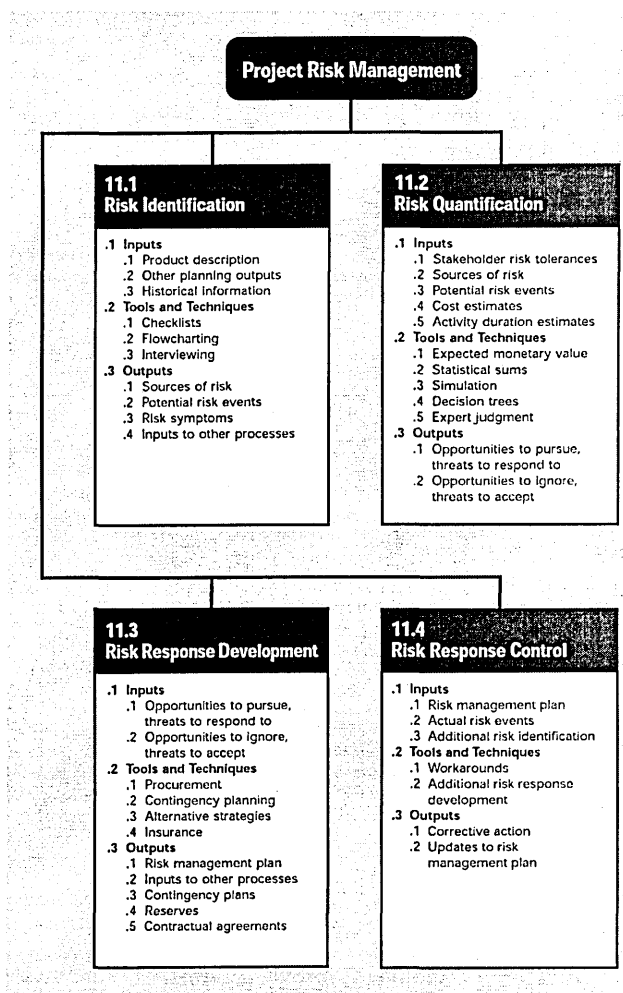 Project Risk Management
11.1
Risk Identification
.1 Inputs
.1 Product description
.2 Other planning outputs
.3 Historical information
.2 Tools and Techniques
.1 Checklists
.2 Flowcharting
.3 Interviewing
.3 Outputs
.1 Sources of risk
.2 Potential risk events
.3 Risk symptoms
.4 Inputs to other processes
11.2
Risk Quantification
.1 Inputs
.1 Stakeholder risk tolerances
.2 Sources of risk
.3 Potential risk events
.4 Cost estimates
.5 Activity duration estimates
.2 Tools and Techniques
.1 Expected monetary value
.2 Statistical sums
.3 Simulation
.4 Decision trees
.5 Expert judgment
.3 Outputs
.1 Opportunities to pursue,
threats to respond to
.2 Opportunities to ignore,
threats to accept
11.3
Risk Response Development
.1 Inputs
.1 Opportunities to pursue,
threats to respond to
.2 Opportunities to ignore,
threats to accept
.2 Tools and Techniques
.1 Procurement
.2 Contingency planning
.3 Alternative strategies
.4 Insurance
.3 Outputs
.1 Risk management plan
.2 Inputs to other processes
.3 Contingency plans
.4 Reserves
.5 Contractual agreements
11.4
Risk Response Control
.1 Inputs
.1 Risk management plan
.2 Actual risk events
.3 Additional risk identification
.2 Tools and Techniques
.1 Workarounds
.2 Additional risk response
development
.3 Outputs
.1 Corrective action
.2 Updates to risk
management plan